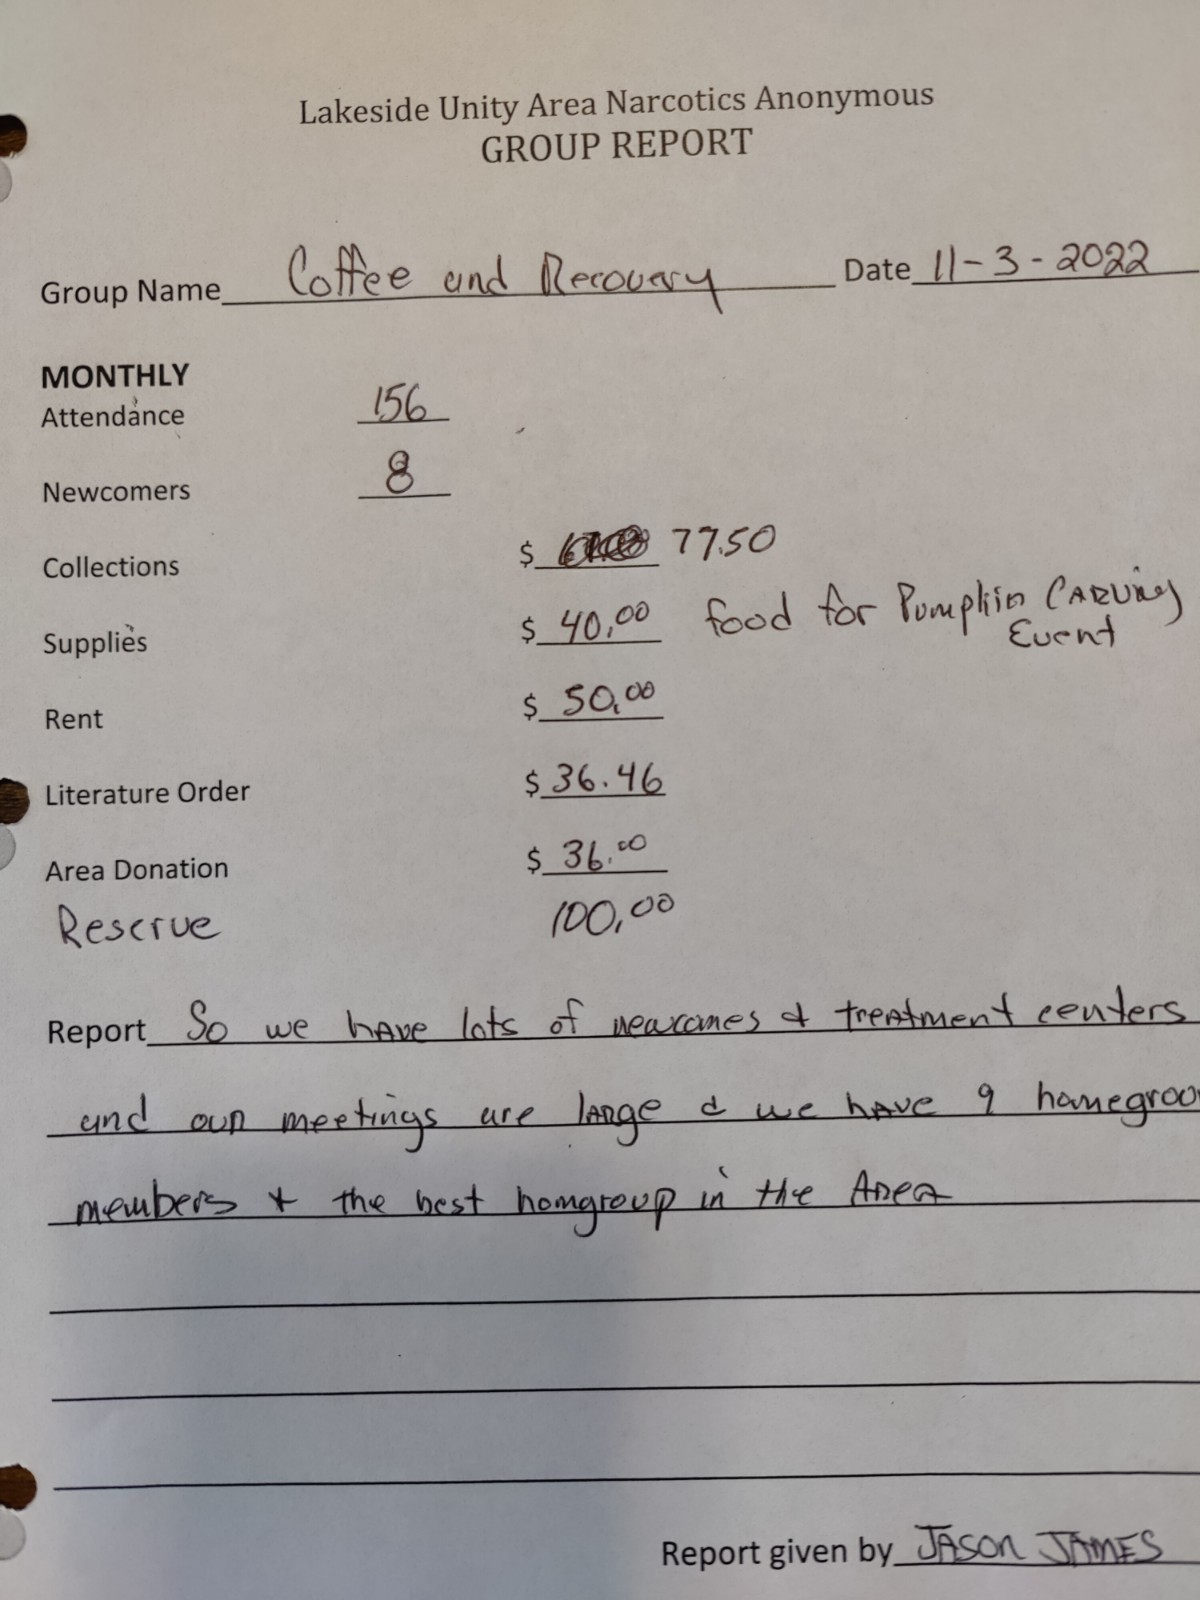 Lakeside Unity Area Narcotics Anonymous
GROUP REPORT
Group Name Coffee and Recovery Date 11-3-2022
MONTHLY
Attendance 156
Newcomers 8
Collections $ 77.50
Supplies $ 40.00 food for Pumpkin Carving
Event
Rent $ 50.00
Literature Order $ 36.46
Area Donation $ 36.00
Reserve 100.00
Report So we have lots of newcomes & treatment centers
and our meetings are large & we have 9 homegrou
members + the best homgroup in the Area
Report given by JASON JAMES